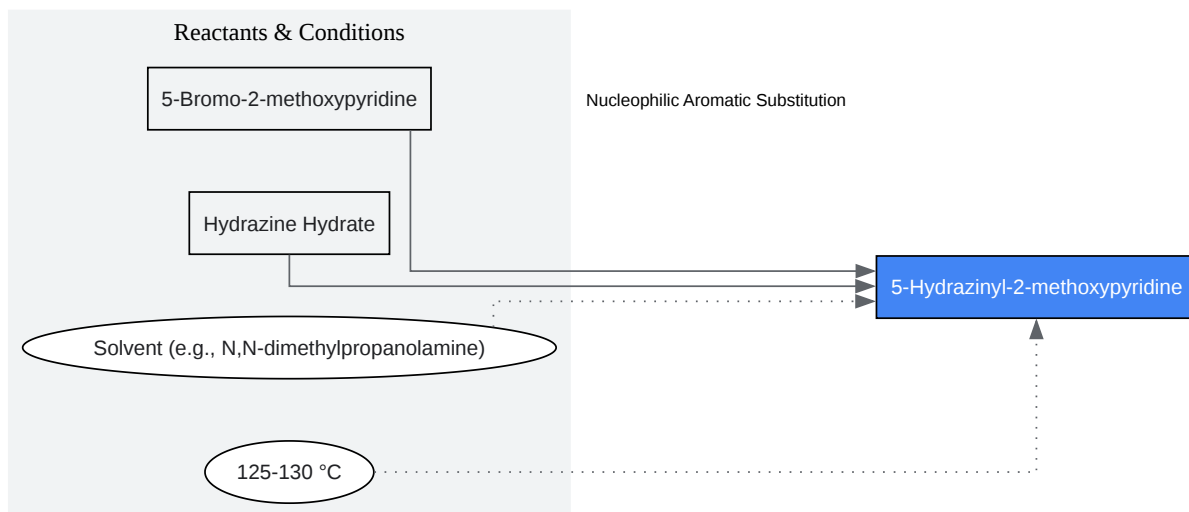 Reactants & Conditions
5-Bromo-2-methoxypyridine
Nucleophilic Aromatic Substitution
Hydrazine Hydrate
5-Hydrazinyl-2-methoxypyridine
Solvent (e.g., N,N-dimethylpropanolamine)
125-130 °C